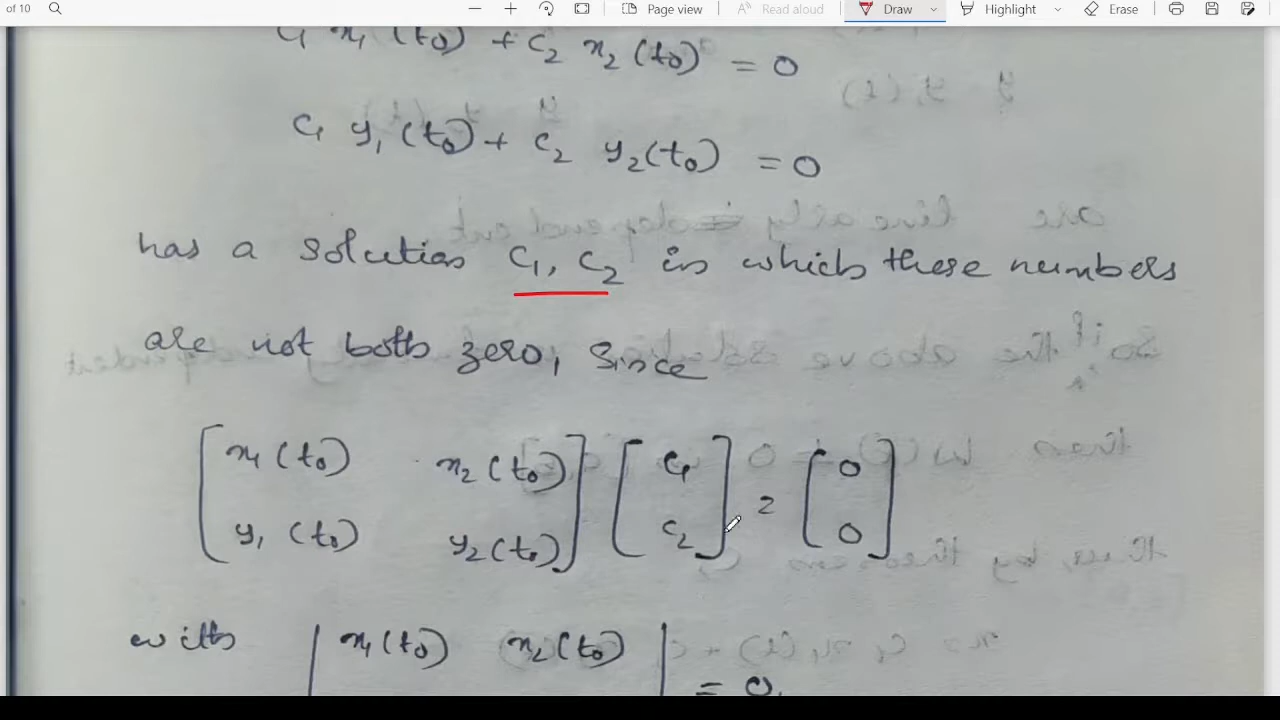 of 10 Page view Read aloud Draw Highlight Erase
C1 x1 (t0) + C2 x2 (t0) = 0
C1 y1 (t0) + C2 y2 (t0) = 0
has a solution C1, C2 in which these numbers
are not both zero, since
[ x1 (t0) x2 (t0) ] [ C1 ] = [ 0 ]
[ y1 (t0) y2 (t0) ] [ C2 ] [ 0 ]
with | x1 (t0) x2 (t0) | = 0.